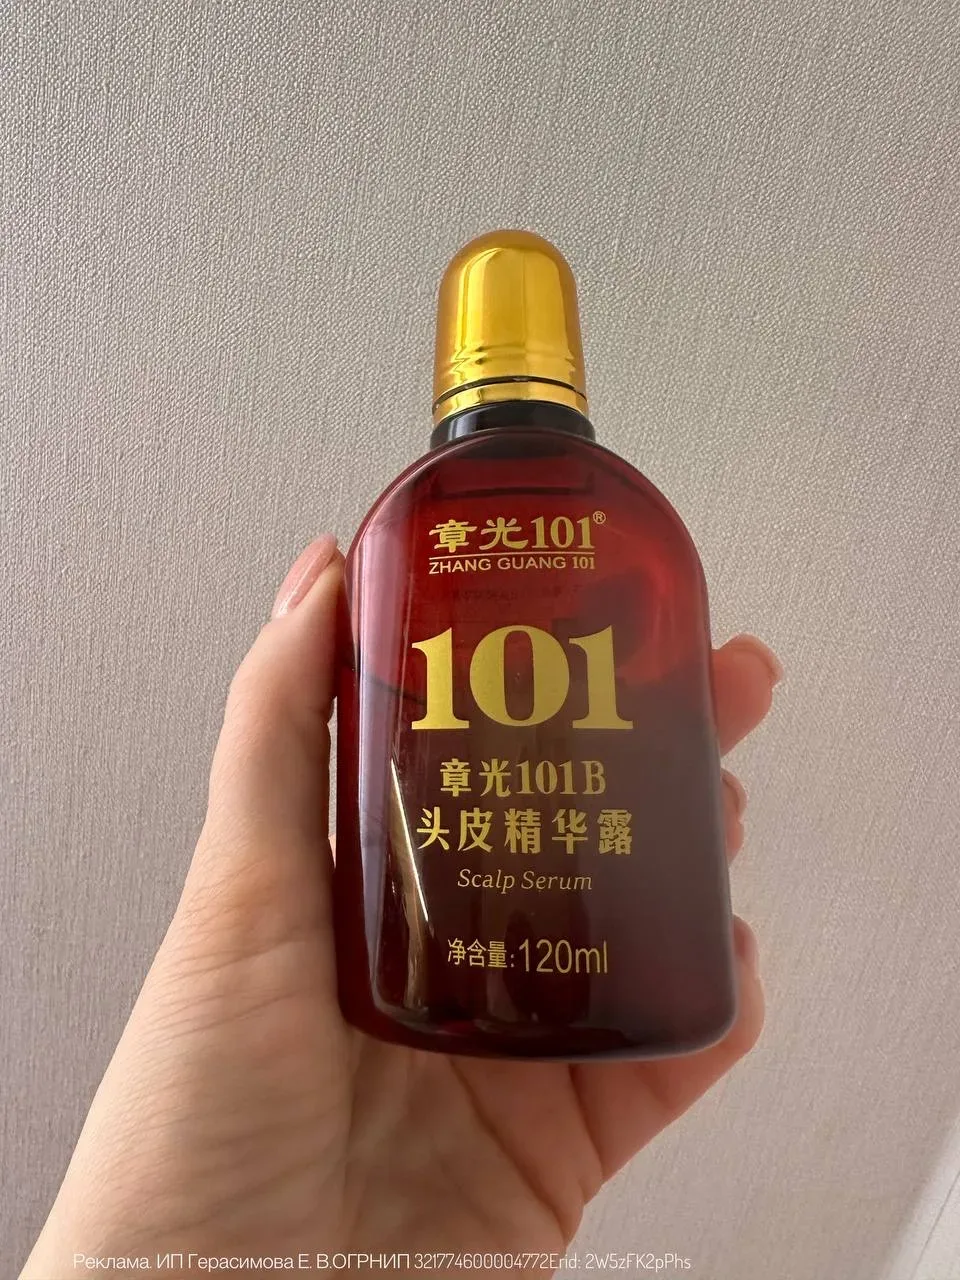 章光101®
ZHANG GUANG 101
101
章光101B
头皮精华露
Scalp Serum
净含量:120ml
Реклама. ИП Герасимова Е. В.ОГРНИП 321774600004772Erid: 2W5zFK2pPhs